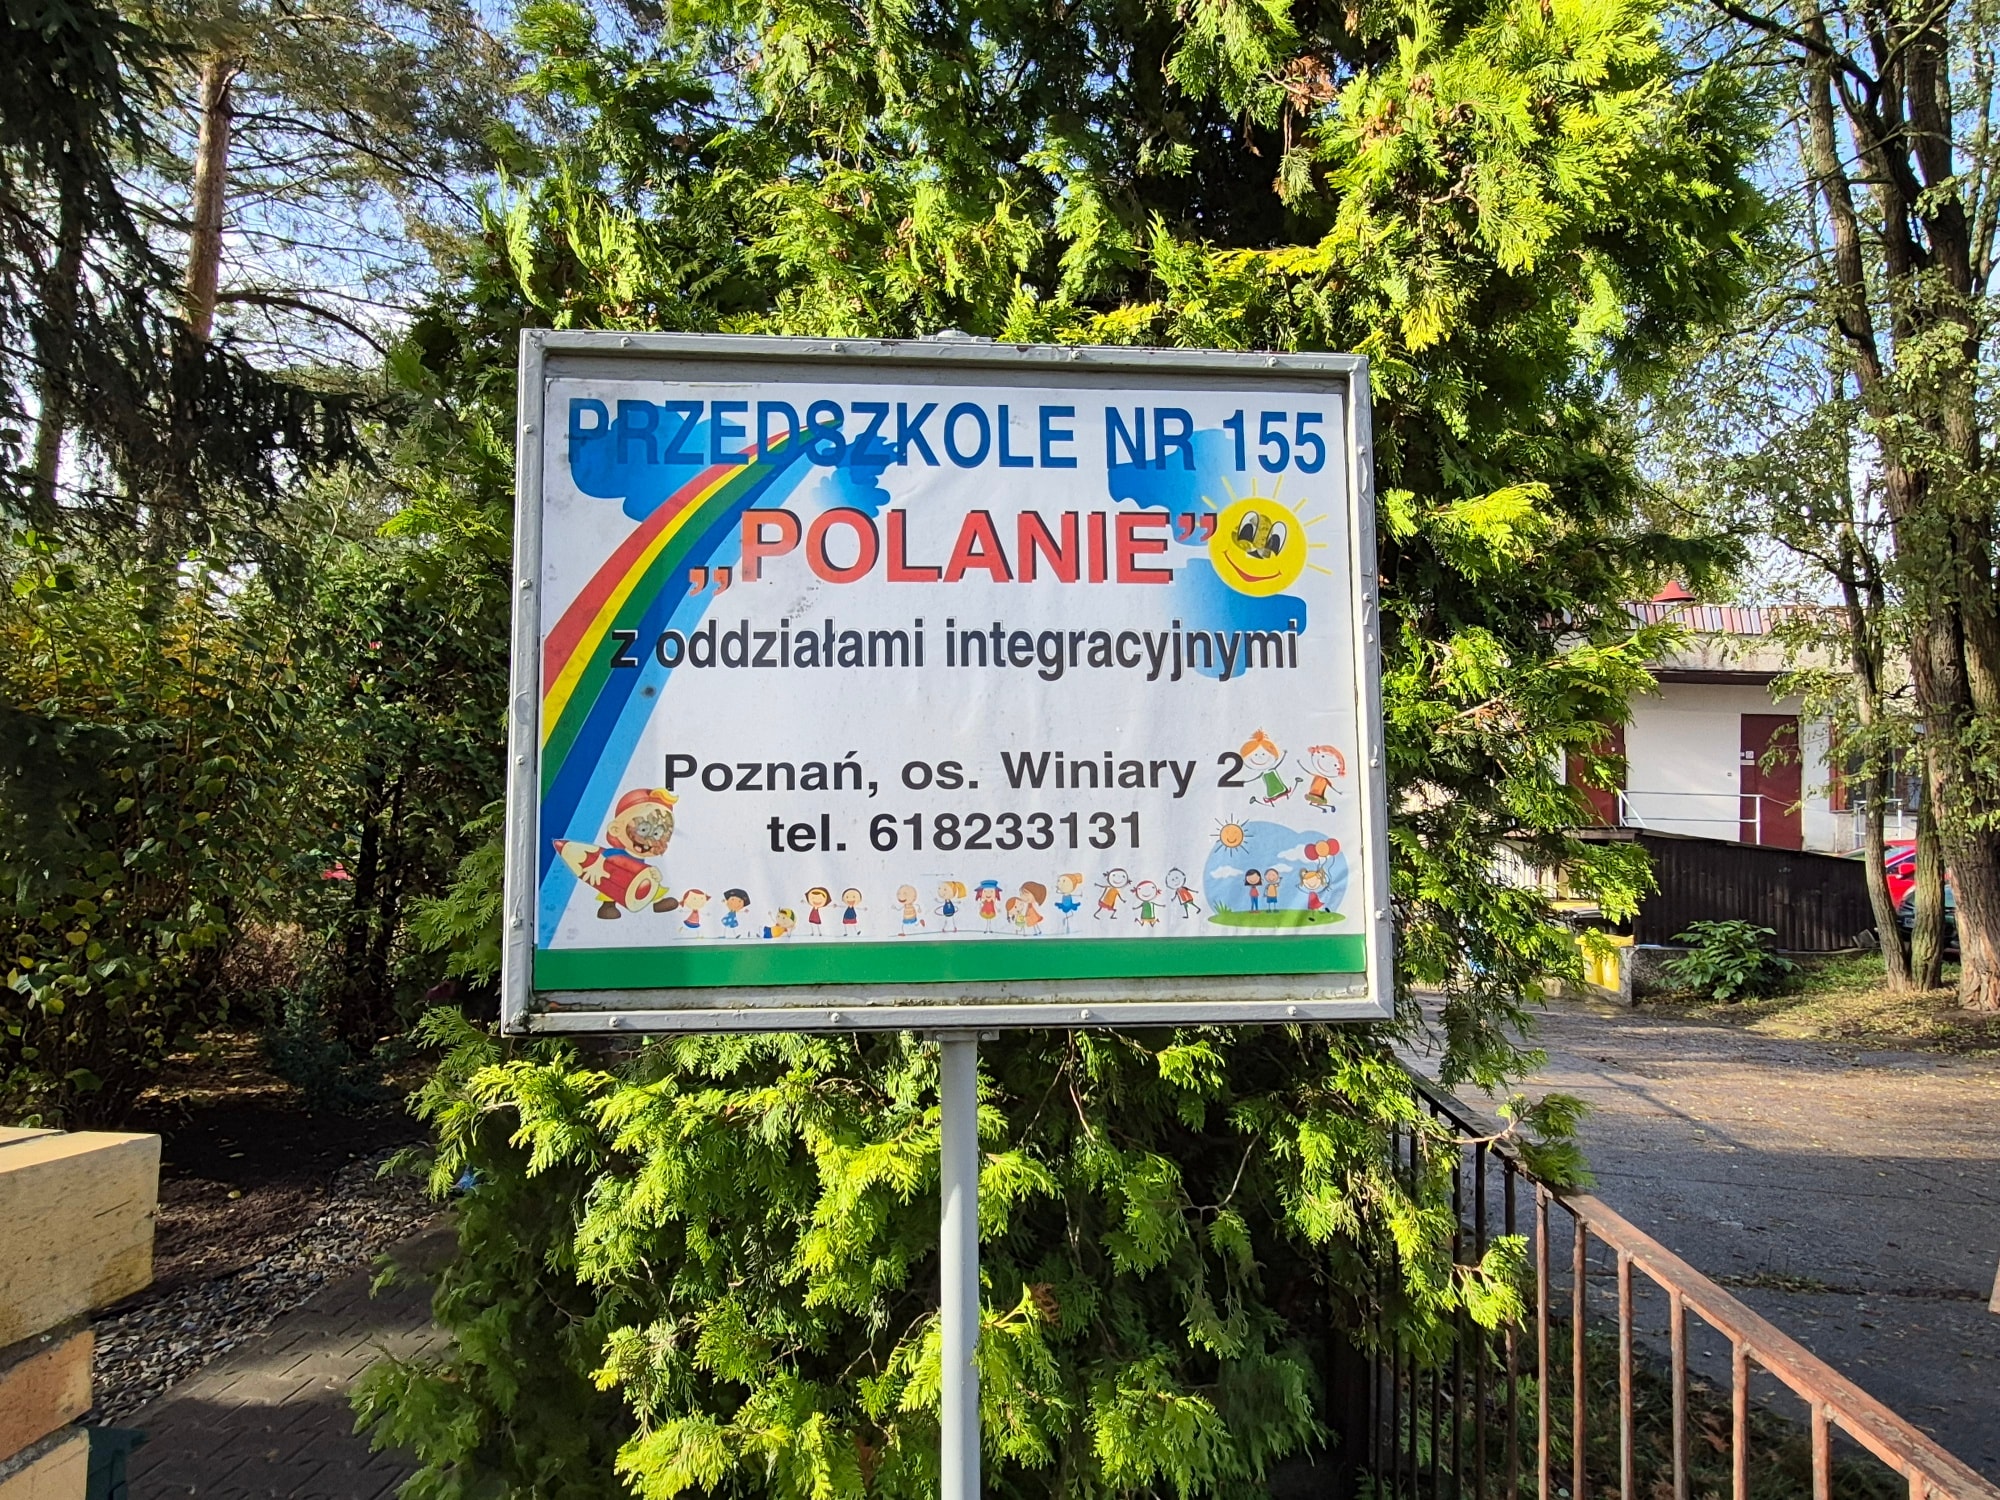 PRZEDSZKOLE NR 155
„POLANIE”
z oddziałami integracyjnymi
Poznań, os. Winiary 2
tel. 618233131